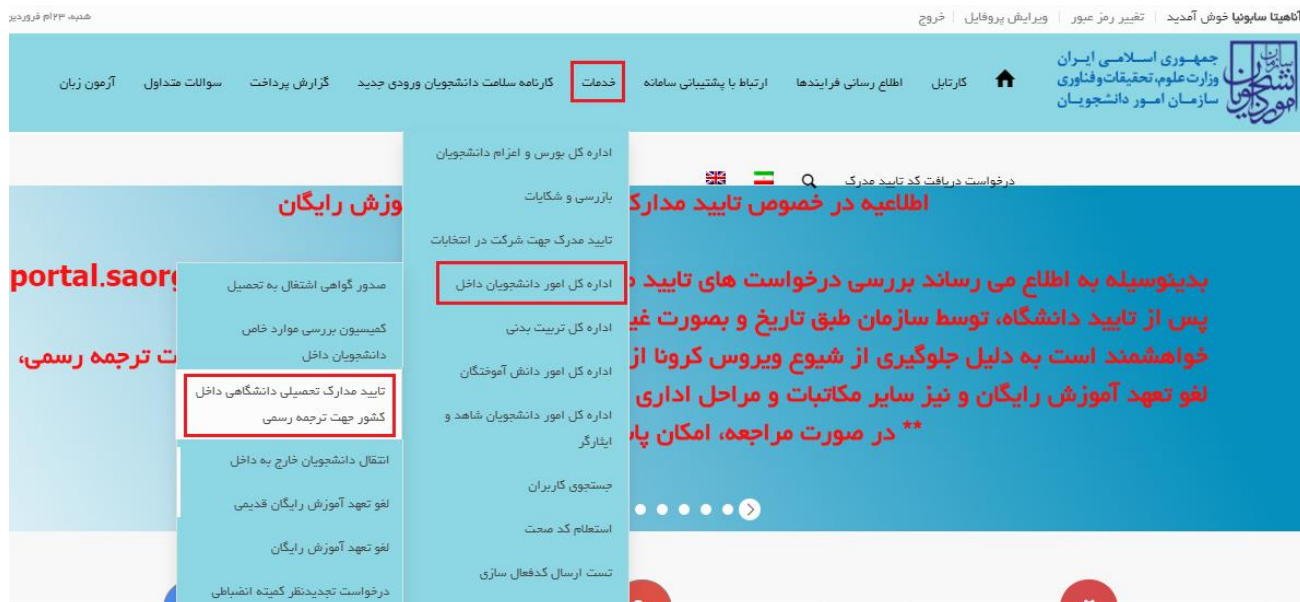 آناهیتا سابونیا خوش آمدید | تغییر رمز عبور | ویرایش پروفایل | خروج
شنبه، ۲۳ام فروردین
سازمان امور دانشجویان
جمهـوری اسـلامـی ایـران
وزارت علوم، تحقیقات و فناوری
سازمـان امـور دانشجویـان
کارتابل
اطلاع رسانی فرایندها
ارتباط با پشتیبانی سامانه
خدمات
کارنامه سلامت دانشجویان ورودی جدید
گزارش پرداخت
سوالات متداول
آزمون زبان
درخواست دریافت کد تایید مدرک
اداره کل بورس و اعزام دانشجویان
بازرسی و شکایات
تایید مدرک جهت شرکت در انتخابات
اداره کل امور دانشجویان داخل
اداره کل تربیت بدنی
اداره کل امور دانش آموختگان
اداره کل امور دانشجویان شاهد و
ایثارگر
جستجوی کاربران
استعلام کد صحت
تست ارسال کدفعال سازی
صدور گواهی اشتغال به تحصیل
کمیسیون بررسی موارد خاص
دانشجویان داخل
تایید مدارک تحصیلی دانشگاهی داخل
کشور جهت ترجمه رسمی
انتقال دانشجویان خارج به داخل
لغو تعهد آموزش رایگان قدیمی
لغو تعهد آموزش رایگان
درخواست تجدیدنظر کمیته انضباطی
اطلاعیه در خصوص تایید مدارک وزش رایگان
بدینوسیله به اطلاع می رساند بررسی درخواست های تایید portal.saorg
پس از تایید دانشگاه، توسط سازمان طبق تاریخ و بصورت غیر
خواهشمند است به دلیل جلوگیری از شیوع ویروس کرونا از ت ترجمه رسمی،
لغو تعهد آموزش رایگان و نیز سایر مکاتبات و مراحل اداری
** در صورت مراجعه، امکان پا